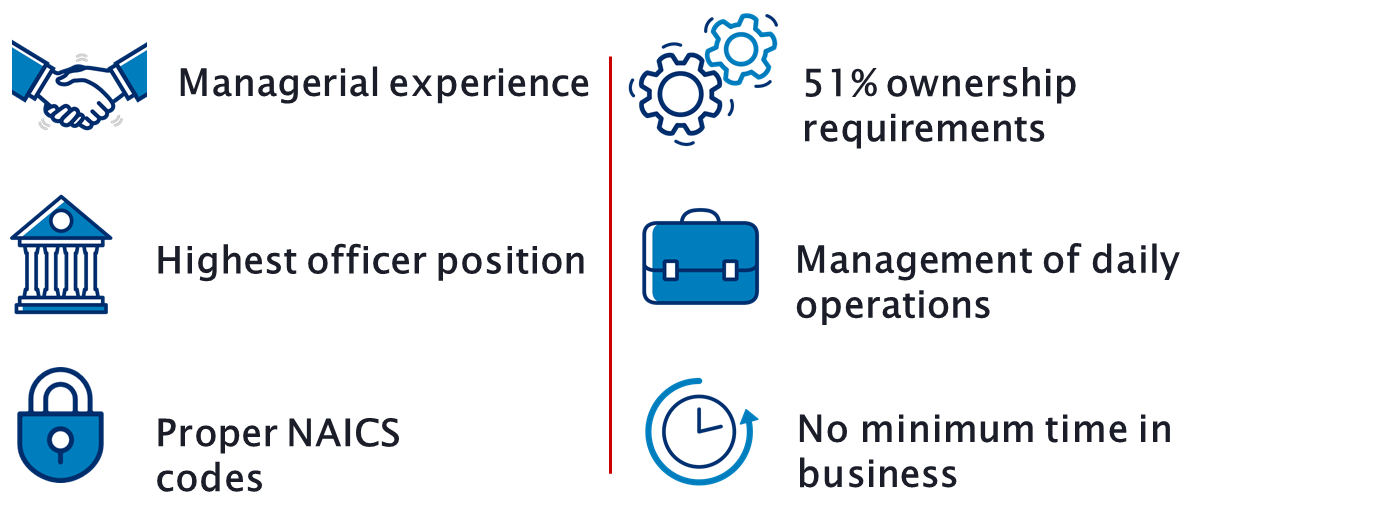 Managerial experience
Highest officer position
Proper NAICS
codes
51% ownership
requirements
Management of daily
operations
No minimum time in
business